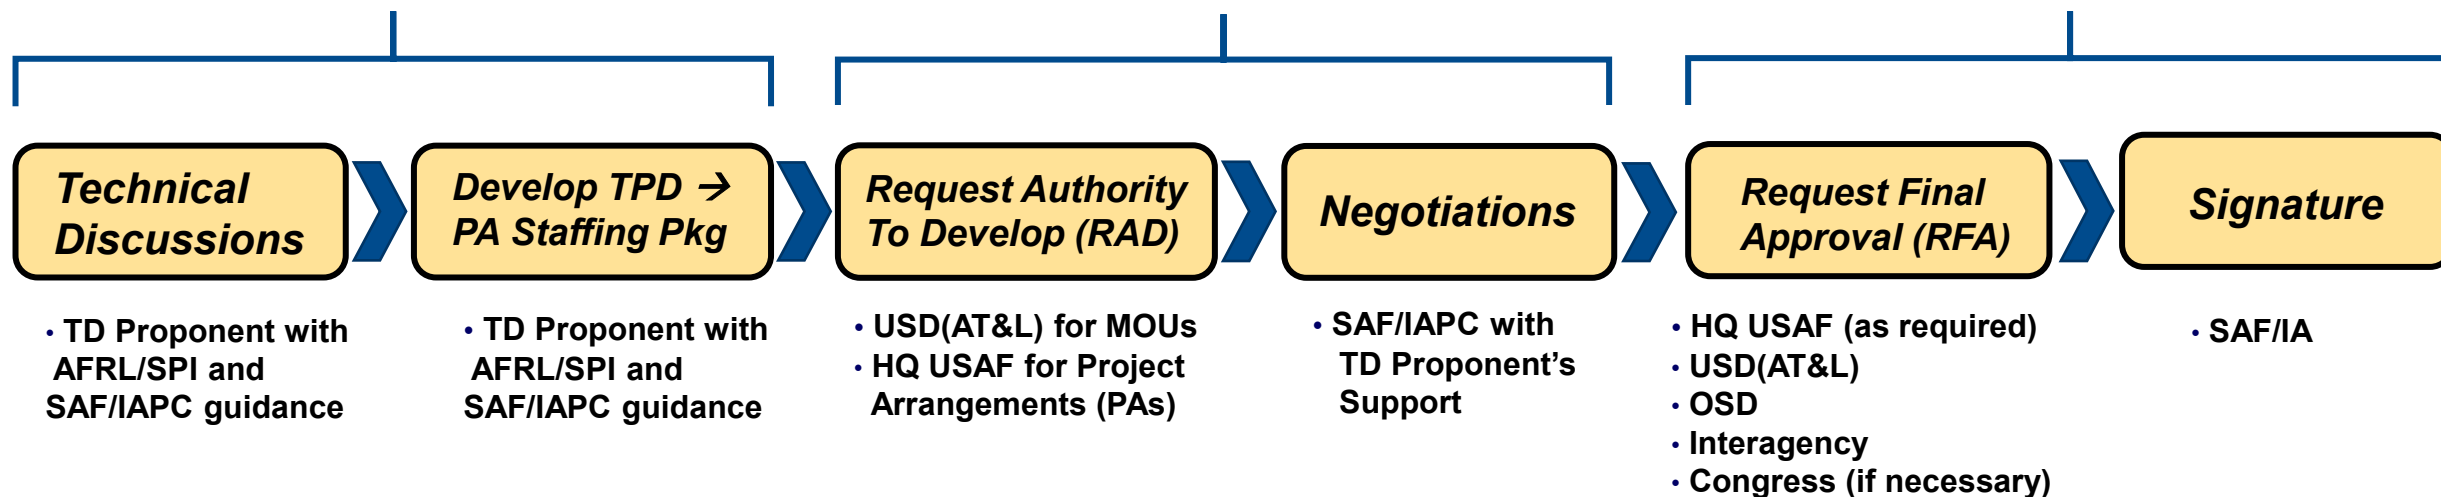 Technical
Discussions
Develop TPD →
PA Staffing Pkg
Request Authority
To Develop (RAD)
Negotiations
Request Final
Approval (RFA)
Signature
• TD Proponent with
AFRL/SPI and
SAF/IAPC guidance
• TD Proponent with
AFRL/SPI and
SAF/IAPC guidance
• USD(AT&L) for MOUs
• HQ USAF for Project
Arrangements (PAs)
• SAF/IAPC with
TD Proponent's
Support
• HQ USAF (as required)
• USD(AT&L)
• OSD
• Interagency
• Congress (if necessary)
• SAF/IA